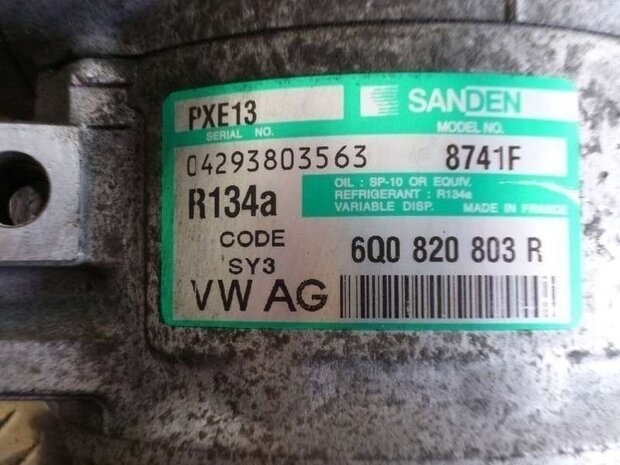 PXE13
SANDEN
SERIAL NO.
MODEL NO.
04293803563
8741F
R134a
OIL : SP-10 OR EQUIV.
REFRIGERANT : R134a
VARIABLE DISP.
MADE IN FRANCE
CODE
6Q0 820 803 R
SY3
VW AG